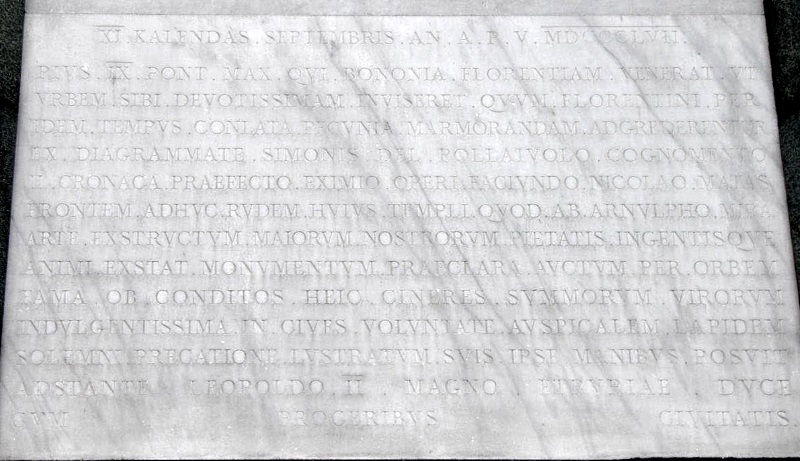 XI. KALENDAS. SEPTEMBRIS. AN. A. P. V. MDCCCLVII.
PIVS. IX. PONT. MAX. QVI. BONONIA. FLORENTIAM. VENERAT. VT
VRBEM. SIBI. DEVOTISSIMAM. INVISERET. QVVM. FLORENTINI. PER
IDEM. TEMPVS. CONLATA. PECVNIA. MARMORANDAM. ADGREDERENTVR
EX. DIAGRAMMATE. SIMONIS. DEL. POLLAIVOLO. COGNOMENTO
IL. CRONACA. PRAEFECTO. EXIMIO. OPERI. FACIVNDO. NICOLAO. MATAS
FRONTEM. ADHVC. RVDEM. HVIVS. TEMPLI. QVOD. AB. ARNVLPHO. MIRA
ARTE. EXSTRVCTVM. MAIORVM. NOSTRORVM. PIETATIS. INGENTISQVE
ANIMI. EXSTAT. MONVMENTVM. PRAECLARA. AVCTVM. PER. ORBEM
FAMA. OB. CONDITOS. HEIC. CINERES. SVMMORVM. VIRORVM
INDVLGENTISSIMA. IN. CIVES. VOLVNTATE. AVSPICALEM. LAPIDEM
SOLEMNI. PRECATIONE. LVSTRATVM. SVIS. IPSE. MANIBVS. POSVIT
ADSTANTE. LEOPOLDO. II. MAGNO. ETRVRIAE. DVCE
CVM PROCERIBVS CIVITATIS.